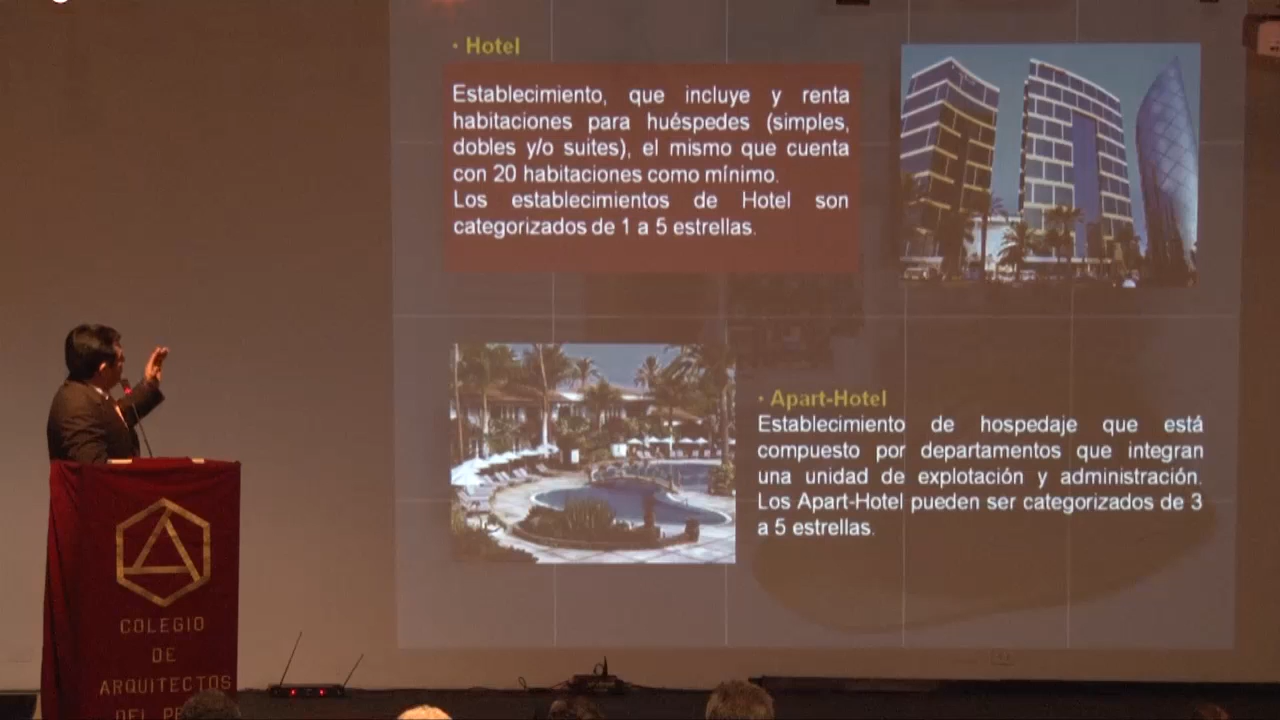 • Hotel
Establecimiento, que incluye y renta
habitaciones para huéspedes (simples,
dobles y/o suites), el mismo que cuenta
con 20 habitaciones como mínimo.
Los establecimientos de Hotel son
categorizados de 1 a 5 estrellas.
• Apart-Hotel
Establecimiento de hospedaje que está
compuesto por departamentos que integran
una unidad de explotación y administración.
Los Apart-Hotel pueden ser categorizados de 3
a 5 estrellas.
COLEGIO
DE
ARQUITECTOS
DEL